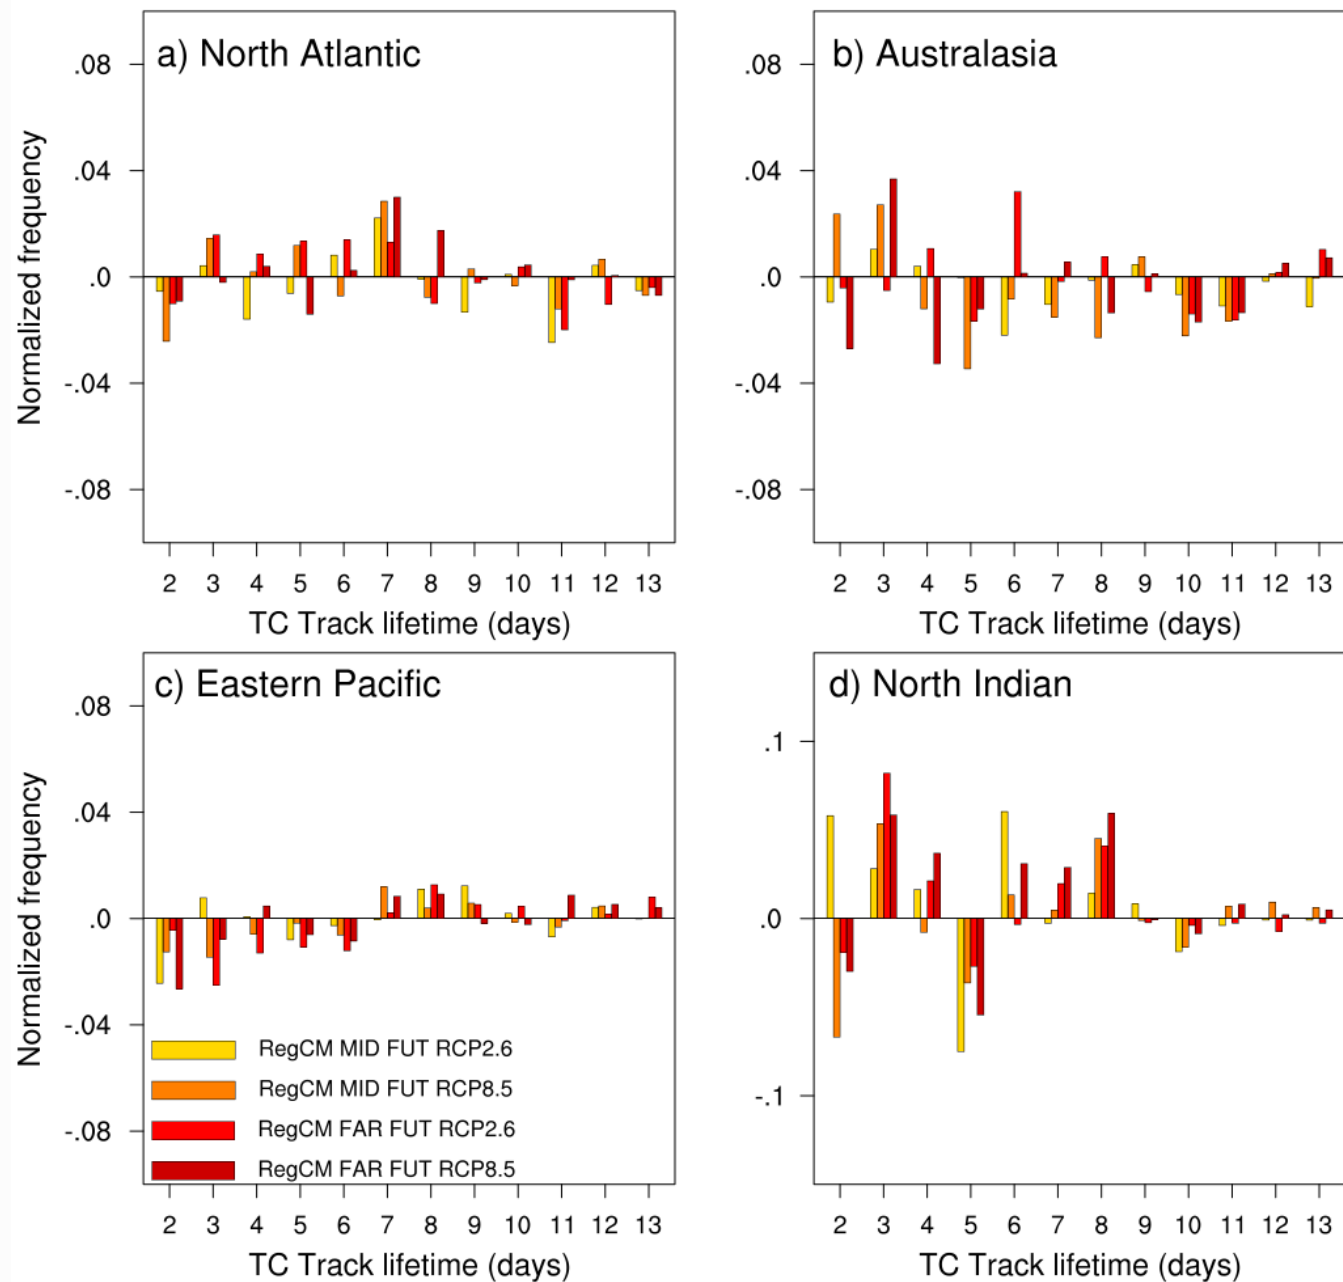 a) North Atlantic
Normalized frequency
.08
.04
.0
-.04
-.08
2 3 4 5 6 7 8 9 10 11 12 13
TC Track lifetime (days)
b) Australasia
.08
.04
.0
-.04
-.08
2 3 4 5 6 7 8 9 10 11 12 13
TC Track lifetime (days)
c) Eastern Pacific
Normalized frequency
.08
.04
.0
-.04
-.08
RegCM MID FUT RCP2.6
RegCM MID FUT RCP8.5
RegCM FAR FUT RCP2.6
RegCM FAR FUT RCP8.5
2 3 4 5 6 7 8 9 10 11 12 13
TC Track lifetime (days)
d) North Indian
.1
.0
-.1
2 3 4 5 6 7 8 9 10 11 12 13
TC Track lifetime (days)